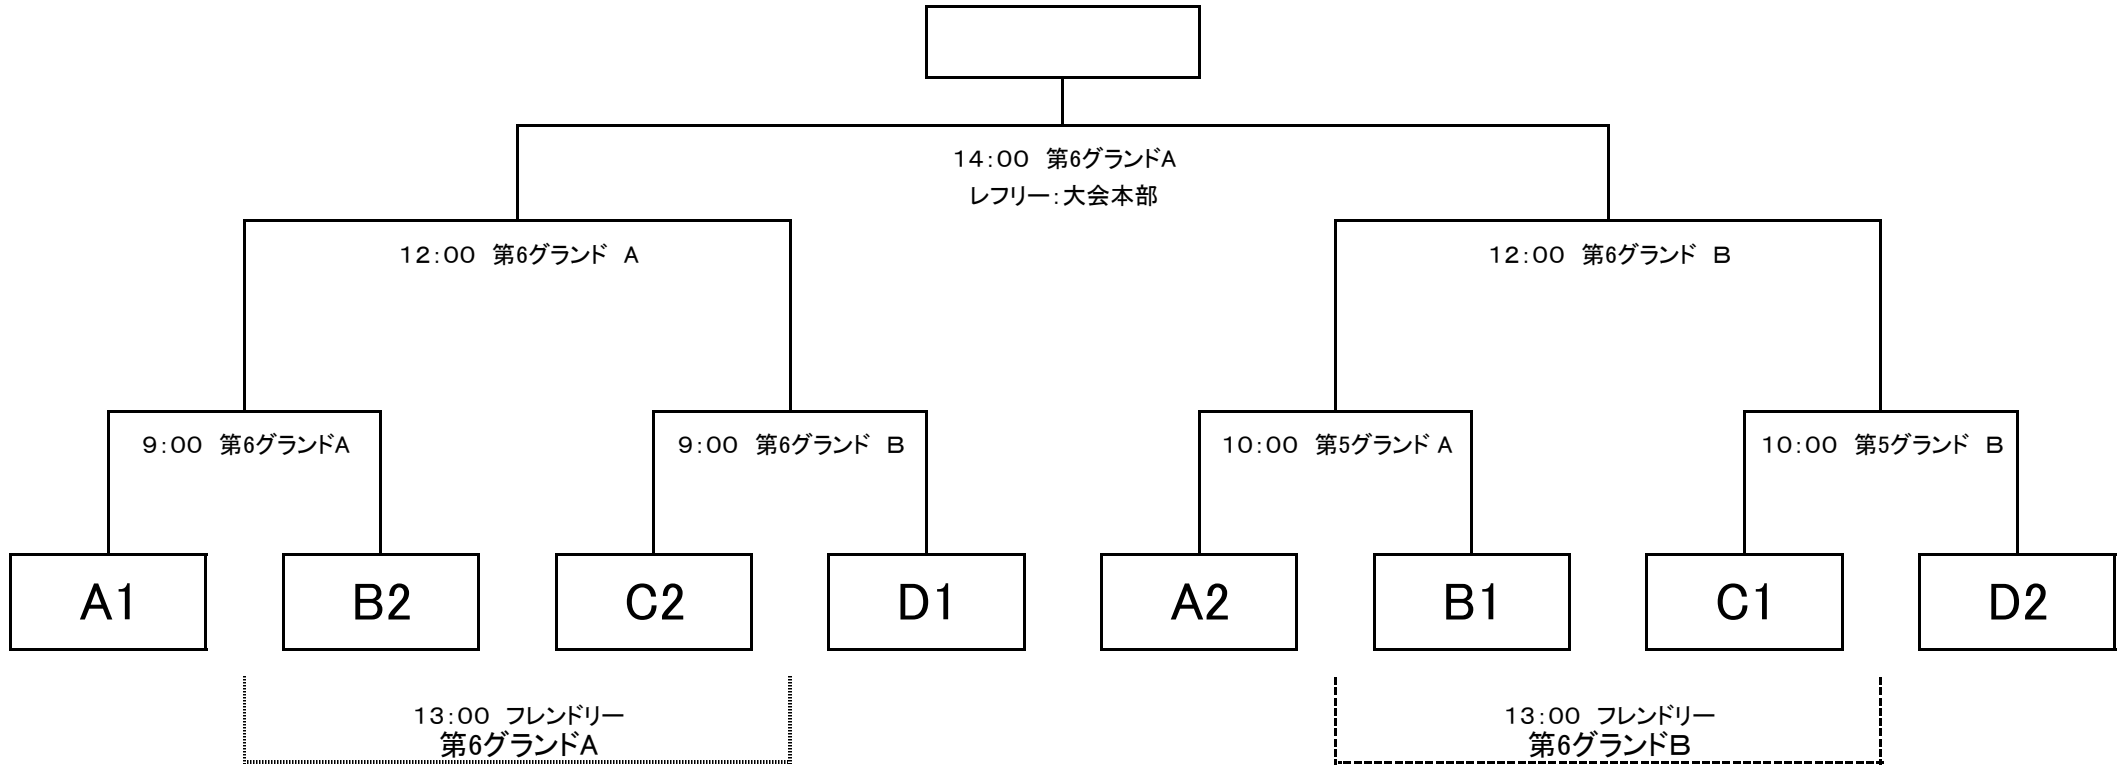 14:00 第6グランドA
レフリー：大会本部
12:00 第6グランド A
12:00 第6グランド B
9:00 第6グランドA
9:00 第6グランド B
10:00 第5グランド A
10:00 第5グランド B
A1
B2
C2
D1
A2
B1
C1
D2
13:00 フレンドリー
第6グランドA
13:00 フレンドリー
第6グランドB